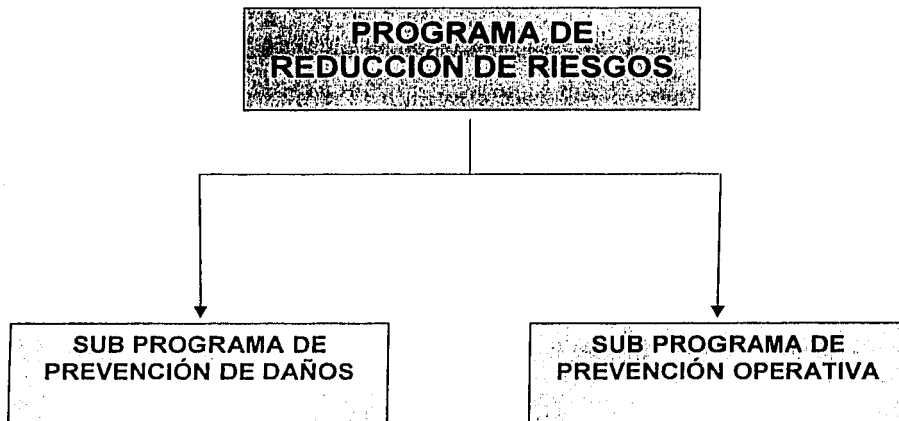 PROGRAMA DE
REDUCCIÓN DE RIESGOS
SUB PROGRAMA DE
PREVENCIÓN DE DAÑOS
SUB PROGRAMA DE
PREVENCIÓN OPERATIVA